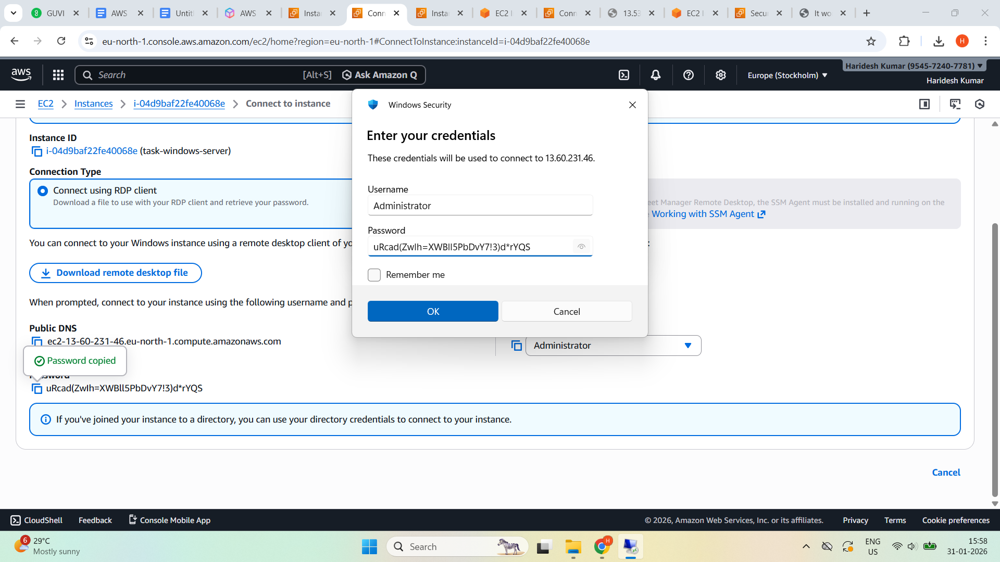 GUVI
AWS
Untitl
AWS
Insta
Conn
Insta
EC2 I
Conn
13.53
EC2 I
Secu
It wo
eu-north-1.console.aws.amazon.com/ec2/home?region=eu-north-1#ConnectToInstance:instanceId=i-04d9baf22fe40068e
H
aws
Search
[Alt+S]
Ask Amazon Q
Europe (Stockholm)
Haridesh Kumar (9545-7240-7781)
Haridesh Kumar
EC2
Instances
i-04d9baf22fe40068e
Connect to instance
Instance ID
i-04d9baf22fe40068e (task-windows-server)
Connection Type
Connect using RDP client
Download a file to use with your RDP client and retrieve your password.
eet Manager Remote Desktop, the SSM Agent must be installed and running on the
Working with SSM Agent
You can connect to your Windows instance using a remote desktop client of yo
:
Download remote desktop file
When prompted, connect to your instance using the following username and p
Public DNS
ec2-13-60-231-46.eu-north-1.compute.amazonaws.com
Administrator
Password copied
Password
uRcad(ZwIh=XWBll5PbDvY7!3)d*rYQS
If you've joined your instance to a directory, you can use your directory credentials to connect to your instance.
Cancel
Windows Security
Enter your credentials
These credentials will be used to connect to 13.60.231.46.
Username
Administrator
Password
uRcad(ZwIh=XWBll5PbDvY7!3)d*rYQS
Remember me
OK
Cancel
CloudShell
Feedback
Console Mobile App
© 2026, Amazon Web Services, Inc. or its affiliates.
Privacy
Terms
Cookie preferences
6
29°C
Mostly sunny
Search
H
ENG
US
15:58
31-01-2026